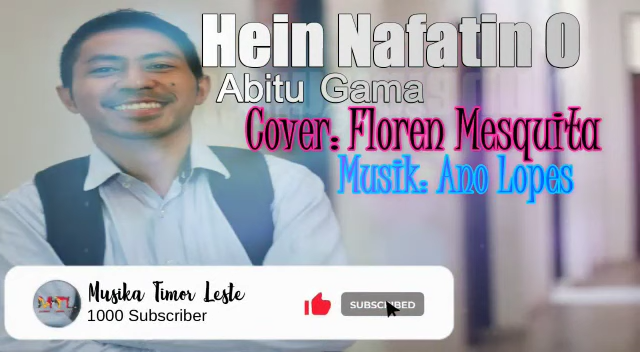 Hein Nafatin O
Abitu Gama
Cover: Floren Mesquita
Musik: Ano Lopes
Musika Timor Leste
1000 Subscriber
SUBSCRIBED